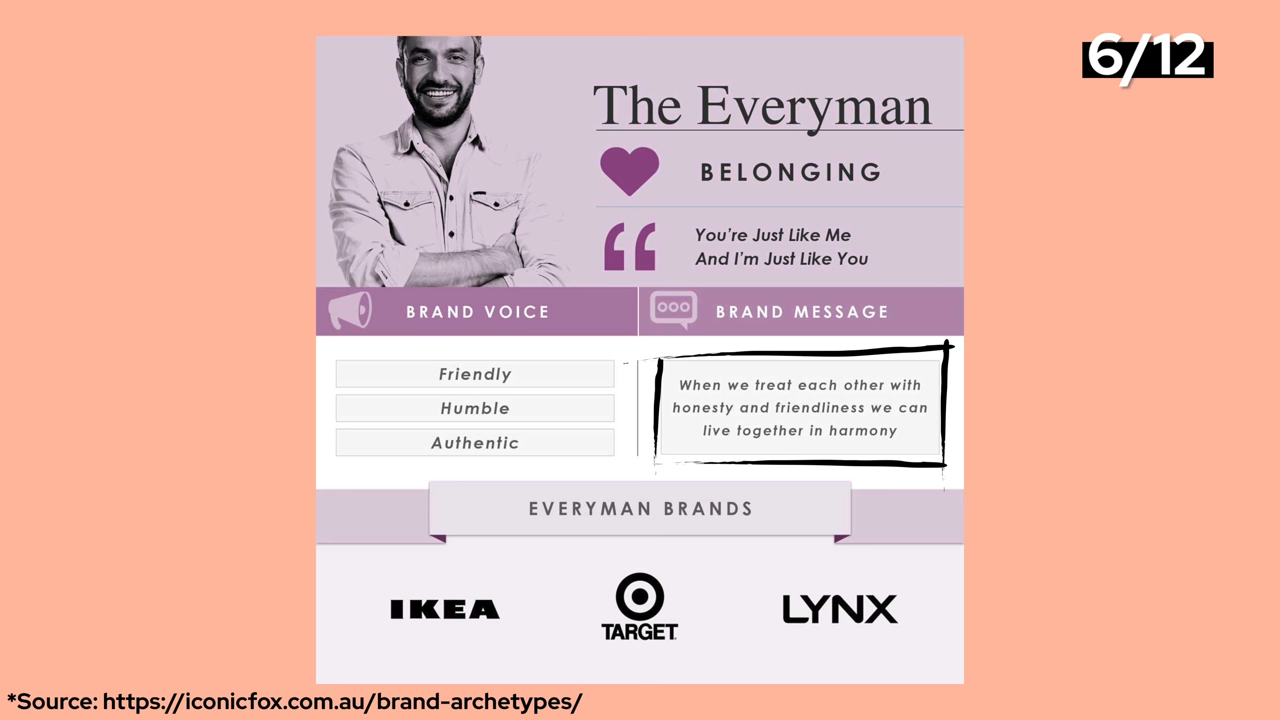 6/12
The Everyman
BELONGING
You're Just Like Me
And I'm Just Like You
BRAND VOICE
BRAND MESSAGE
Friendly
Humble
Authentic
When we treat each other with
honesty and friendliness we can
live together in harmony
EVERYMAN BRANDS
IKEA
TARGET
LYNX
*Source: https://iconicfox.com.au/brand-archetypes/